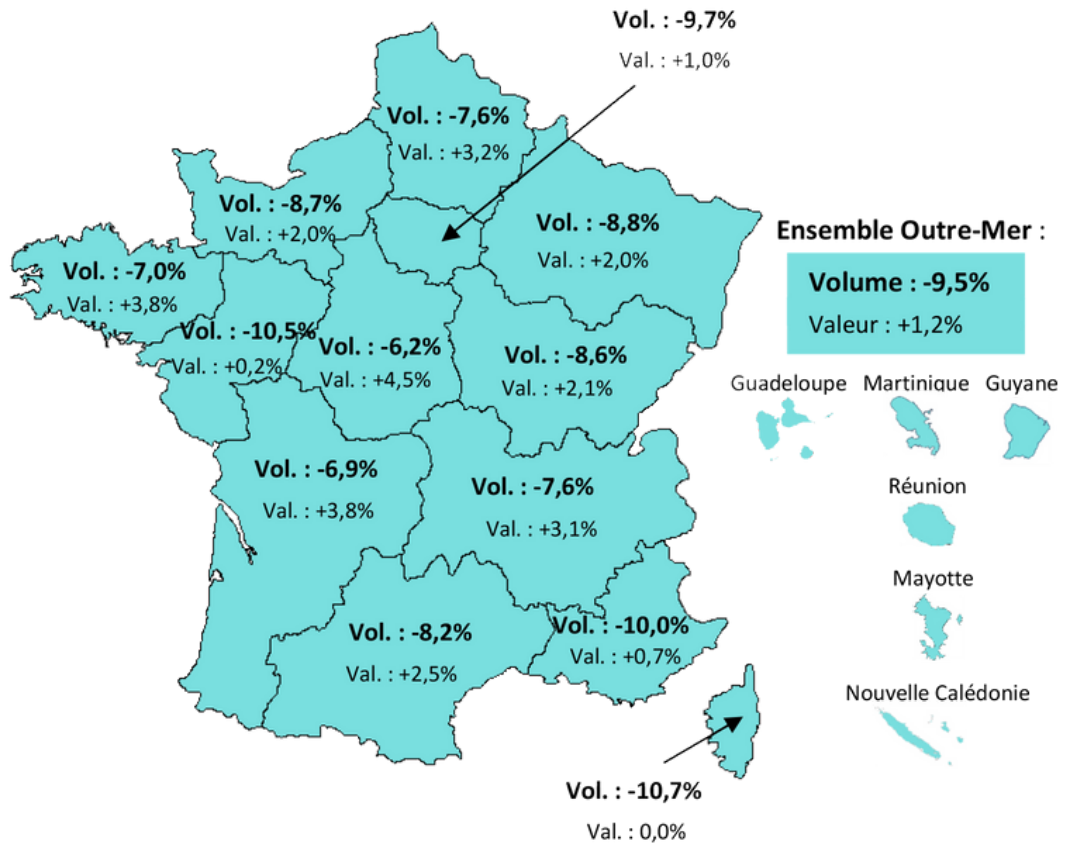 Vol. : -9,7%
Val. : +1,0%
Vol. : -7,6%
Val. : +3,2%
Vol. : -8,7%
Val. : +2,0%
Vol. : -8,8%
Val. : +2,0%
Vol. : -7,0%
Val. : +3,8%
Vol. : -10,5%
Val. : +0,2%
Vol. : -6,2%
Val. : +4,5%
Vol. : -8,6%
Val. : +2,1%
Vol. : -6,9%
Val. : +3,8%
Vol. : -7,6%
Val. : +3,1%
Vol. : -8,2%
Val. : +2,5%
Vol. : -10,0%
Val. : +0,7%
Vol. : -10,7%
Val. : 0,0%
Ensemble Outre-Mer :
Volume : -9,5%
Valeur : +1,2%
Guadeloupe Martinique Guyane
Réunion
Mayotte
Nouvelle Calédonie